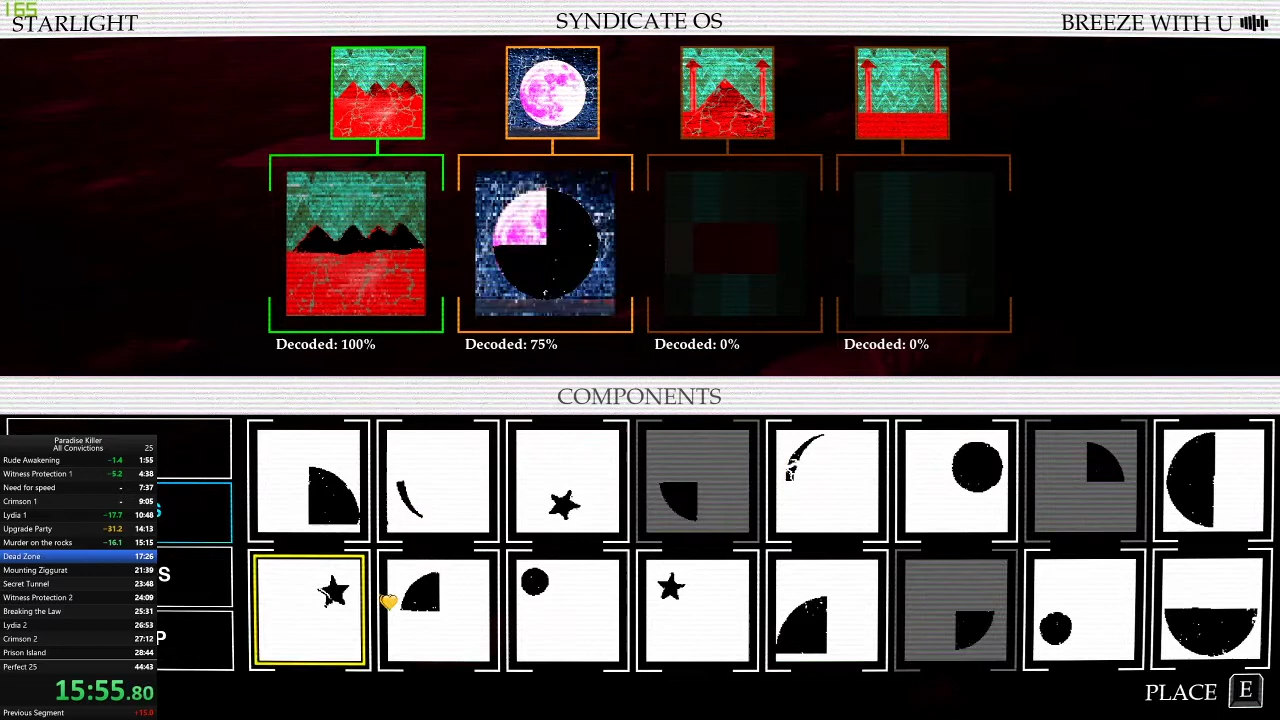 165
STARLIGHT
SYNDICATE OS
BREEZE WITH U
Decoded: 100%
Decoded: 75%
Decoded: 0%
Decoded: 0%
COMPONENTS
Paradise Killer
All Convictions 25
Rude Awakening −1.4 1:55
Witness Protection 1 −5.2 4:38
Need for speed - 7:37
Crimson 1 - 9:05
Lydia 1 −17.7 10:48
Upgrade Party −31.2 14:13
Murder on the rocks −16.1 15:15
Dead Zone 17:26
Mounting Ziggurat 21:39
Secret Tunnel 23:48
Witness Protection 2 24:09
Breaking the Law 25:31
Lydia 2 26:53
Crimson 2 27:12
Prison Island 28:44
Perfect 25 44:43
15:55.80
Previous Segment +15.0
S
S
P
PLACE E